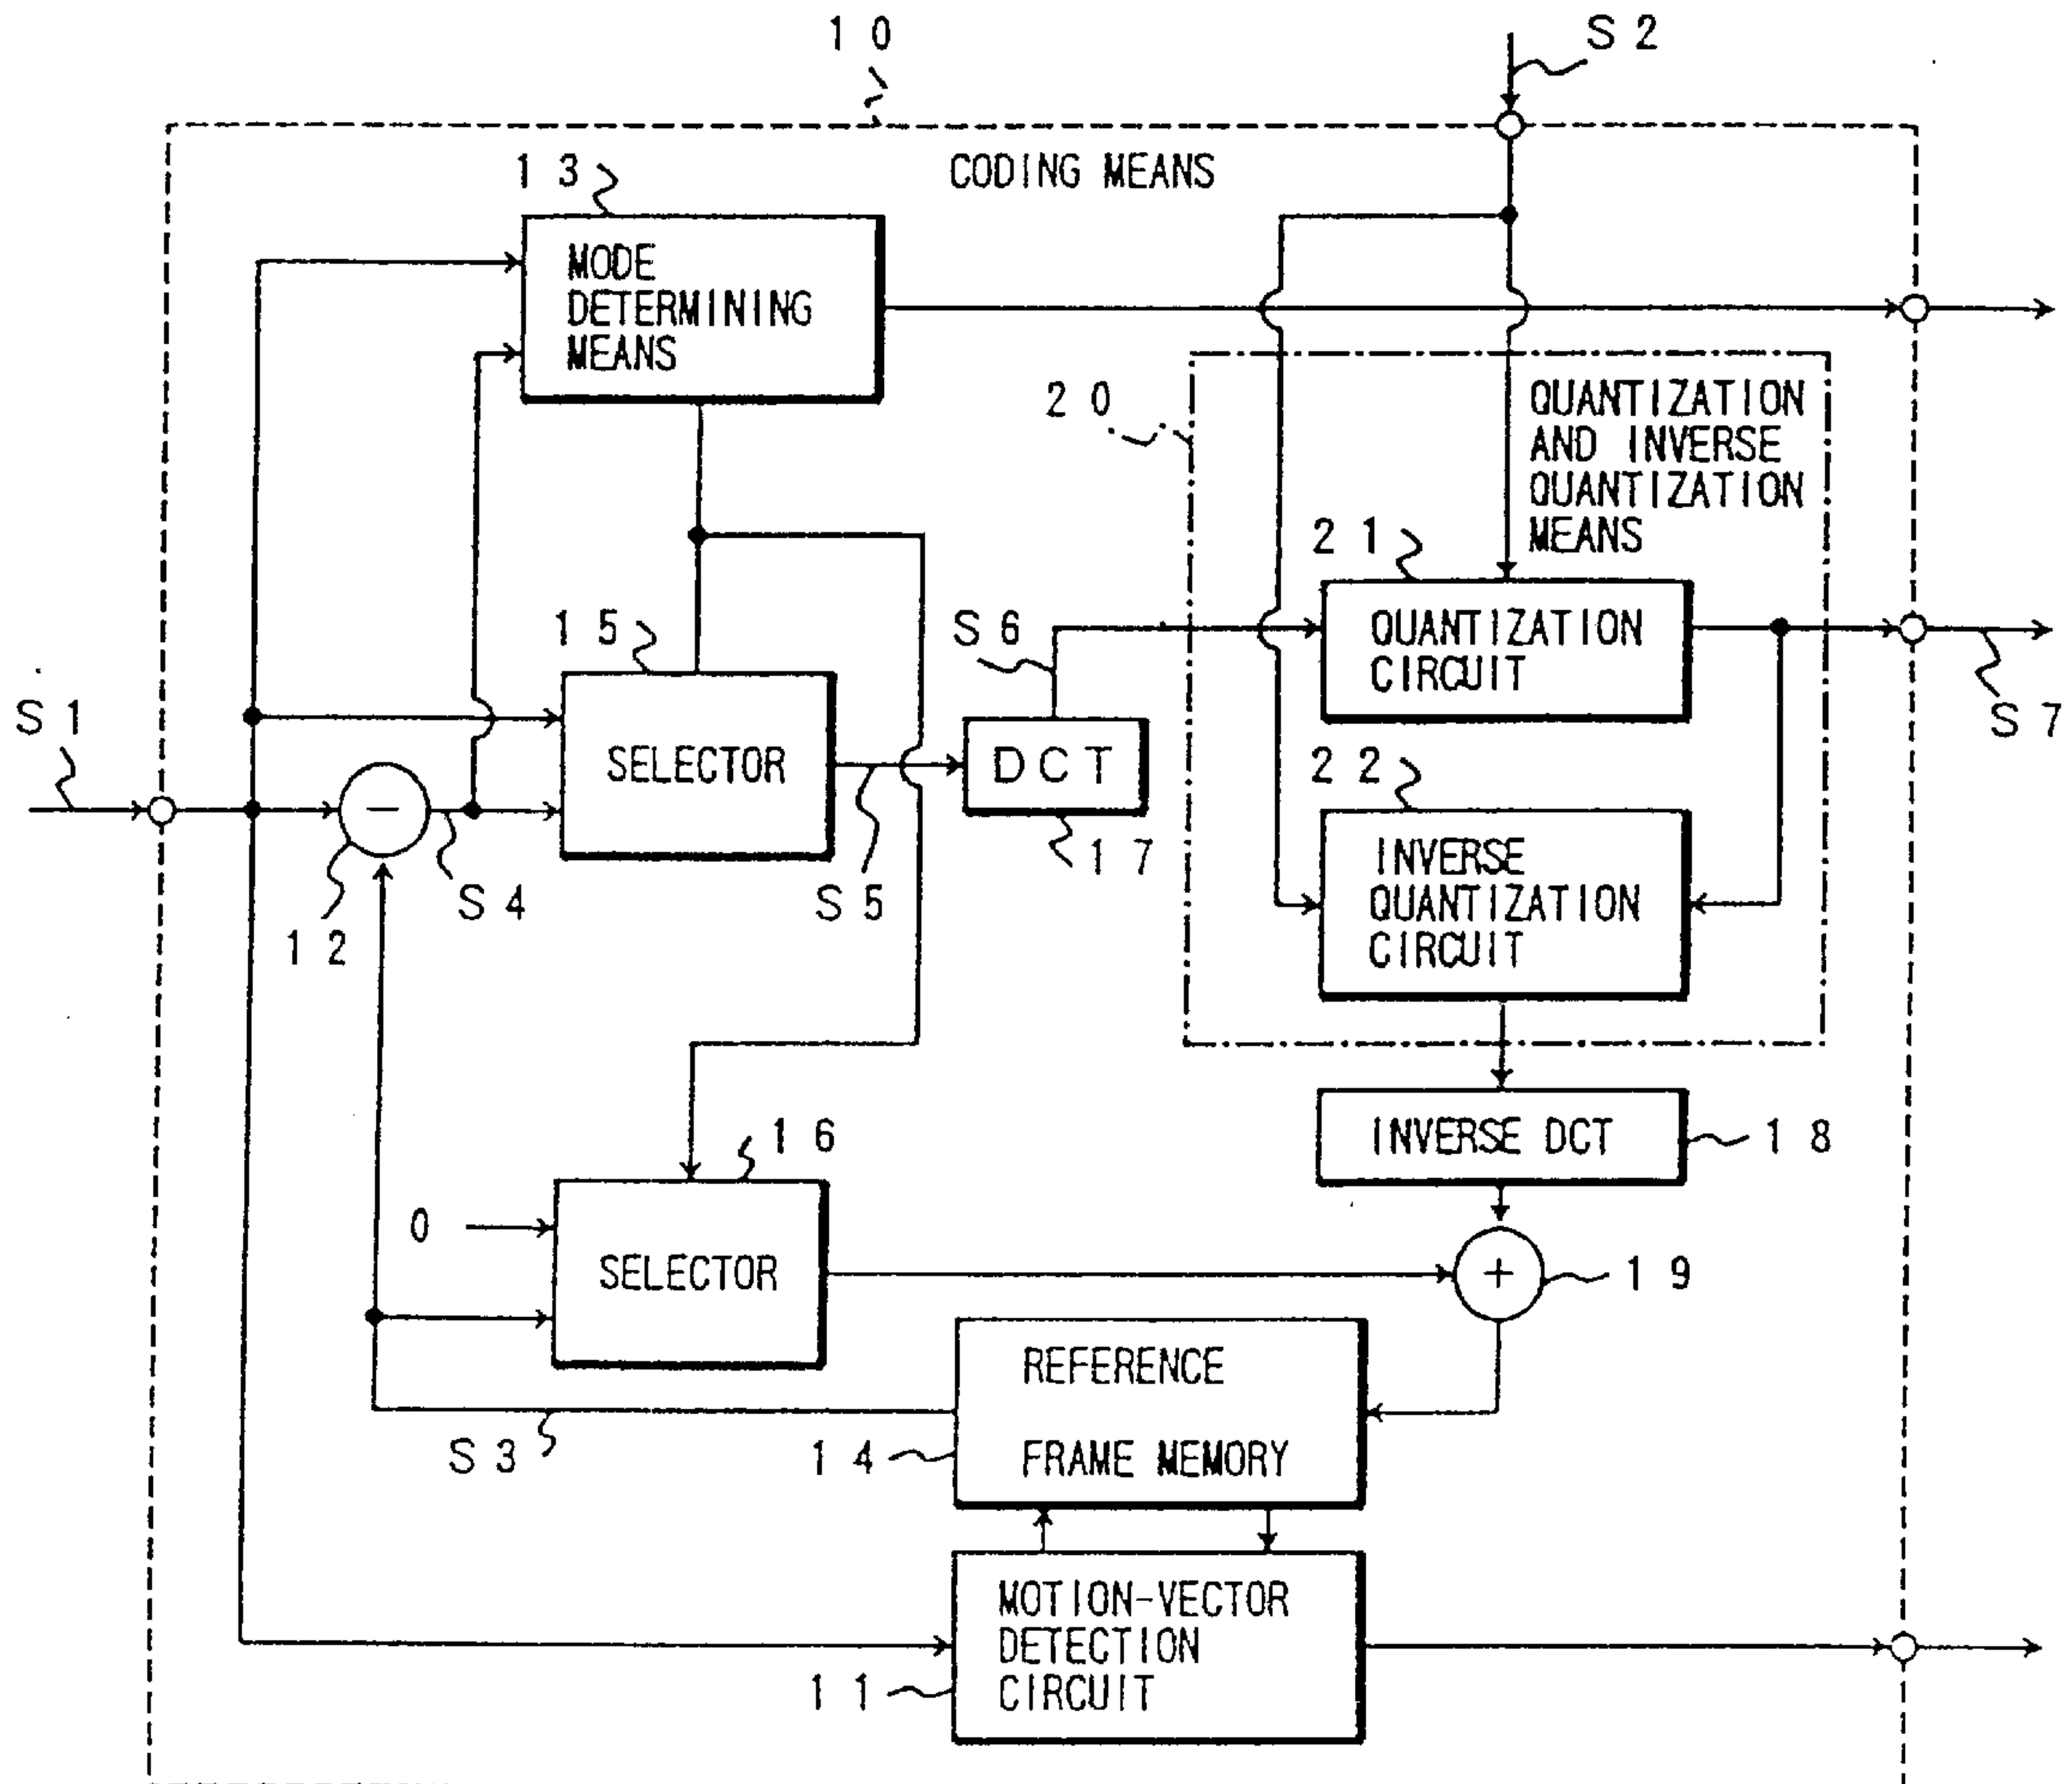 10
S2
CODING MEANS
13
MODE
DETERMINING
MEANS
20
QUANTIZATION
AND INVERSE
QUANTIZATION
MEANS
21
15
S6
QUANTIZATION
CIRCUIT
S1
S7
SELECTOR
DCT
22
12
S4
S5
17
INVERSE
QUANTIZATION
CIRCUIT
16
INVERSE DCT
18
0
SELECTOR
19
REFERENCE
FRAME MEMORY
S3
14
MOTION-VECTOR
DETECTION
CIRCUIT
11
−
+